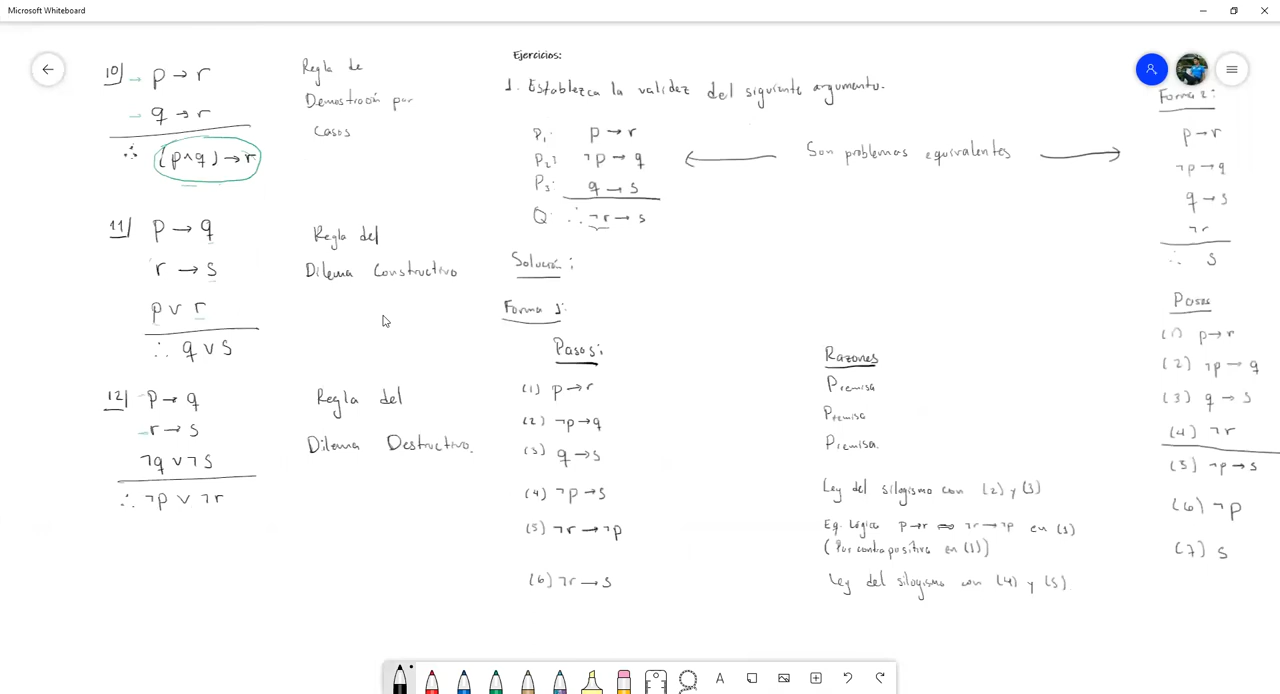 Microsoft Whiteboard
10) p → r
q → r
∴ (p ∧ q) → r
Regla de
Demostración por
Casos
11) p → q
r → s
p ∨ r
∴ q ∨ s
Regla del
Dilema Constructivo
12) p → q
r → s
¬q ∨ ¬s
∴ ¬p ∨ ¬r
Regla del
Dilema Destructivo.
Ejercicios:
1. Establezca la validez del siguiente argumento.
P₁: p → r
P₂: ¬p → q
P₃: q → s
Q: ∴ ¬r → s
Son problemas equivalentes
Solución:
Forma 1:
Pasos: Razones
(1) p → r Premisa
(2) ¬p → q Premisa
(3) q → s Premisa.
(4) ¬p → s Ley del silogismo con (2) y (3)
(5) ¬r → ¬p Eq. Lógica p → r ⟺ ¬r → ¬p en (1)
(Por contrapositiva en (1))
(6) ¬r → s Ley del silogismo con (4) y (5)
Forma 2:
p → r
¬p → q
q → s
¬r
∴ s
Pasos
(1) p → r
(2) ¬p → q
(3) q → s
(4) ¬r
(5) ¬p → s
(6) ¬p
(7) s